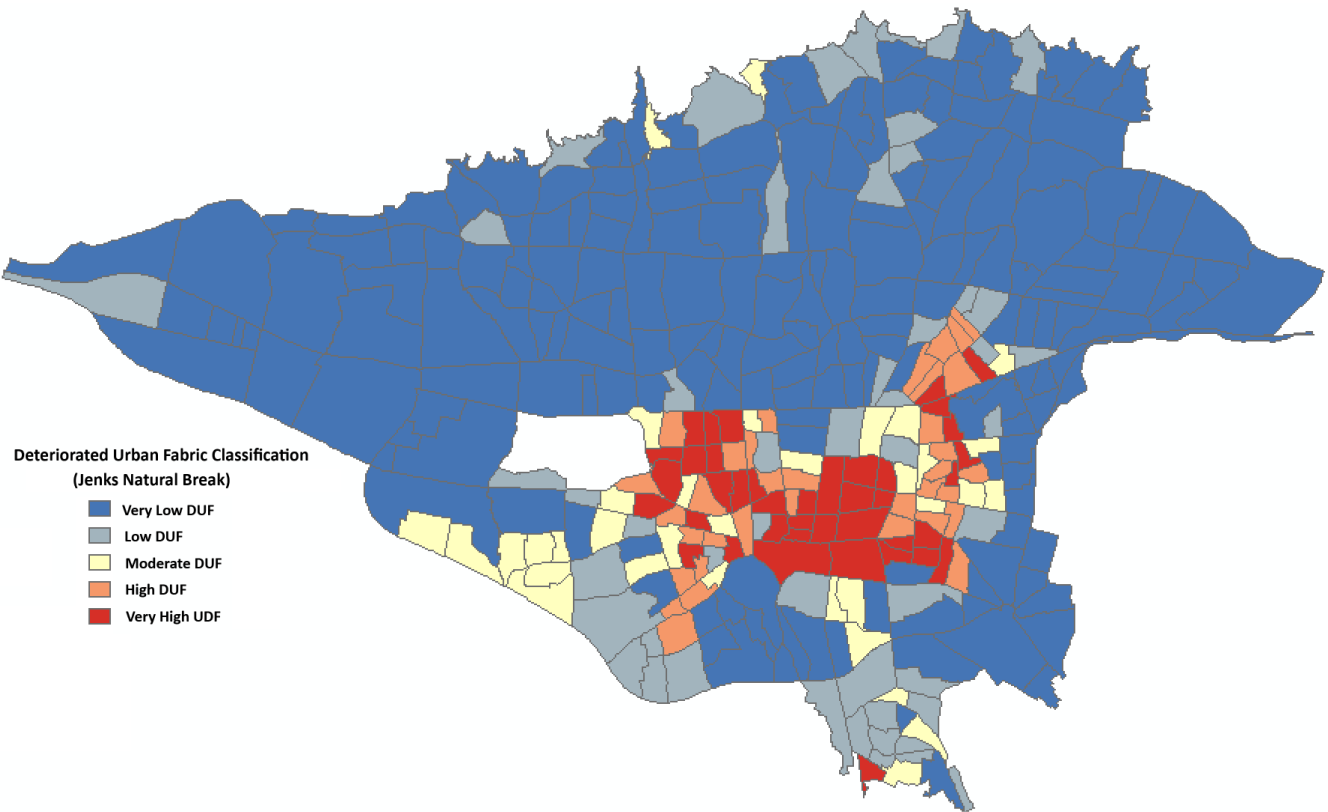 Deteriorated Urban Fabric Classification
(Jenks Natural Break)
Very Low DUF
Low DUF
Moderate DUF
High DUF
Very High UDF